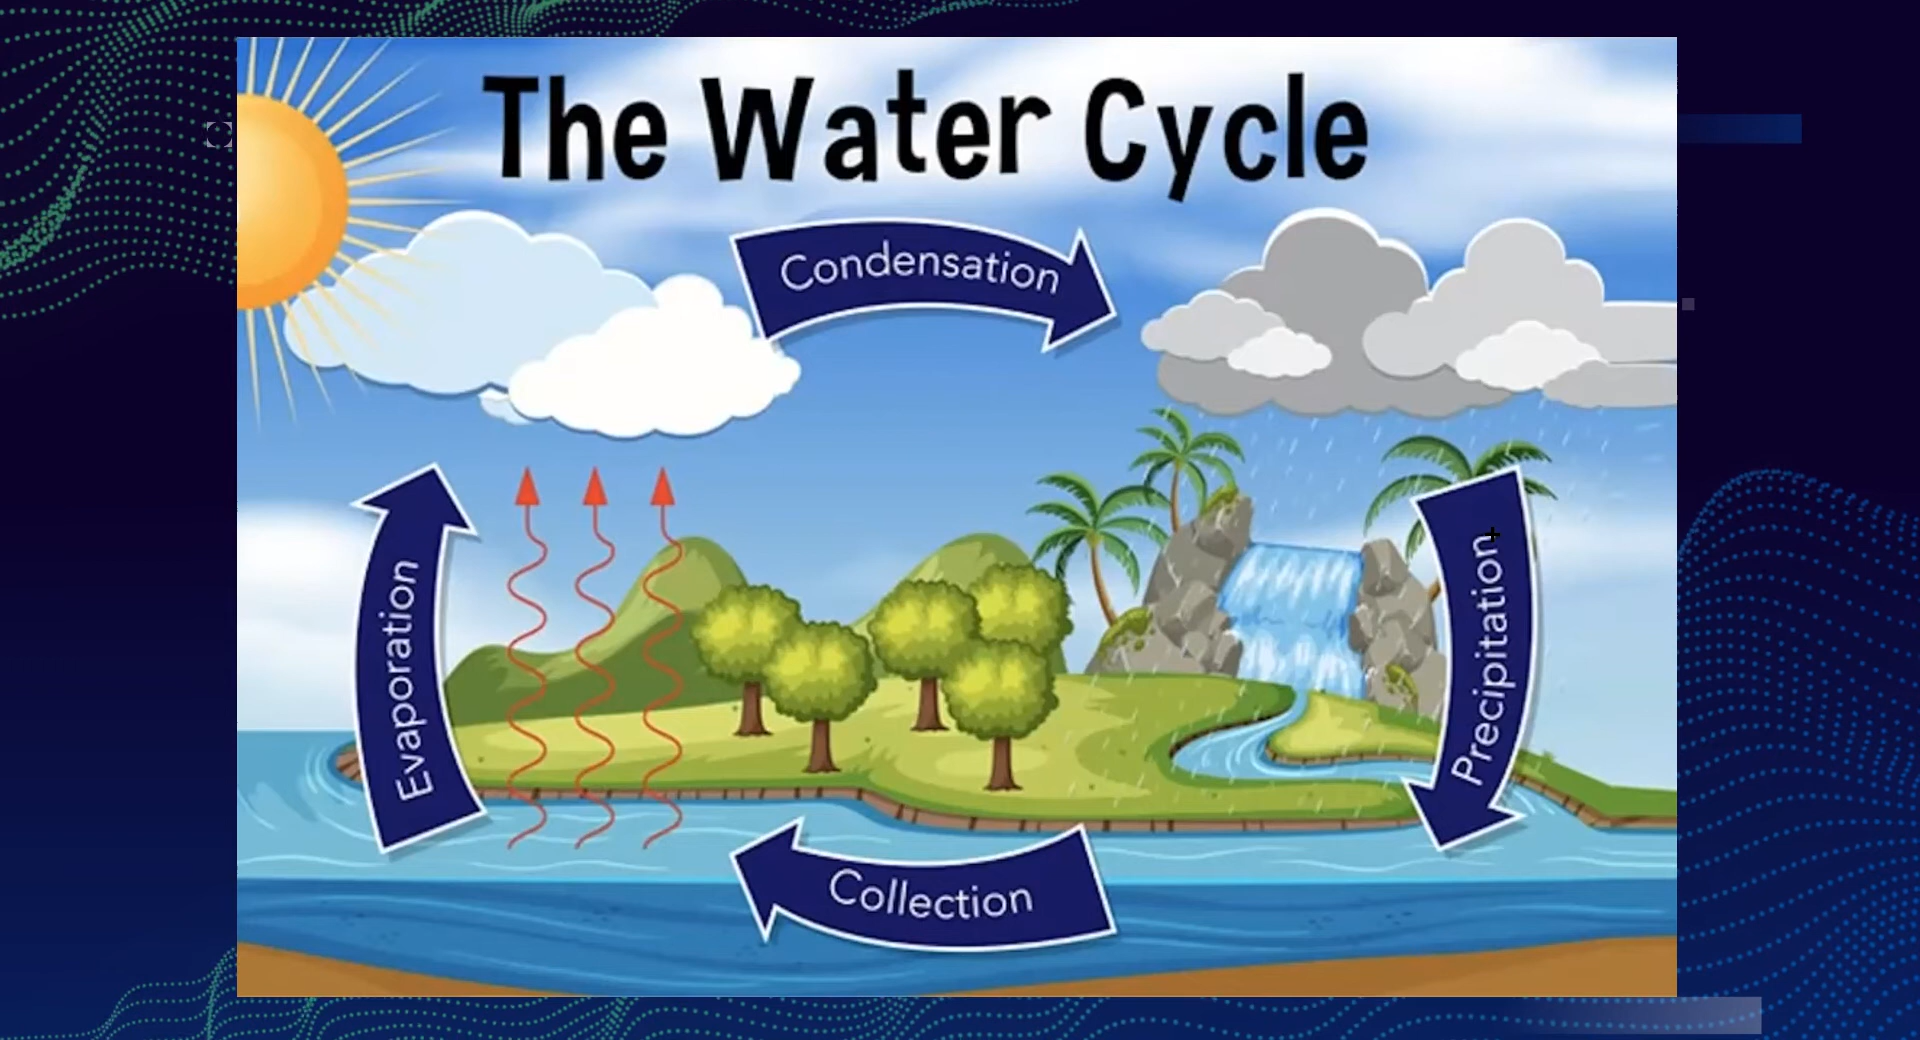 The Water Cycle
Condensation
Evaporation
Precipitation
Collection